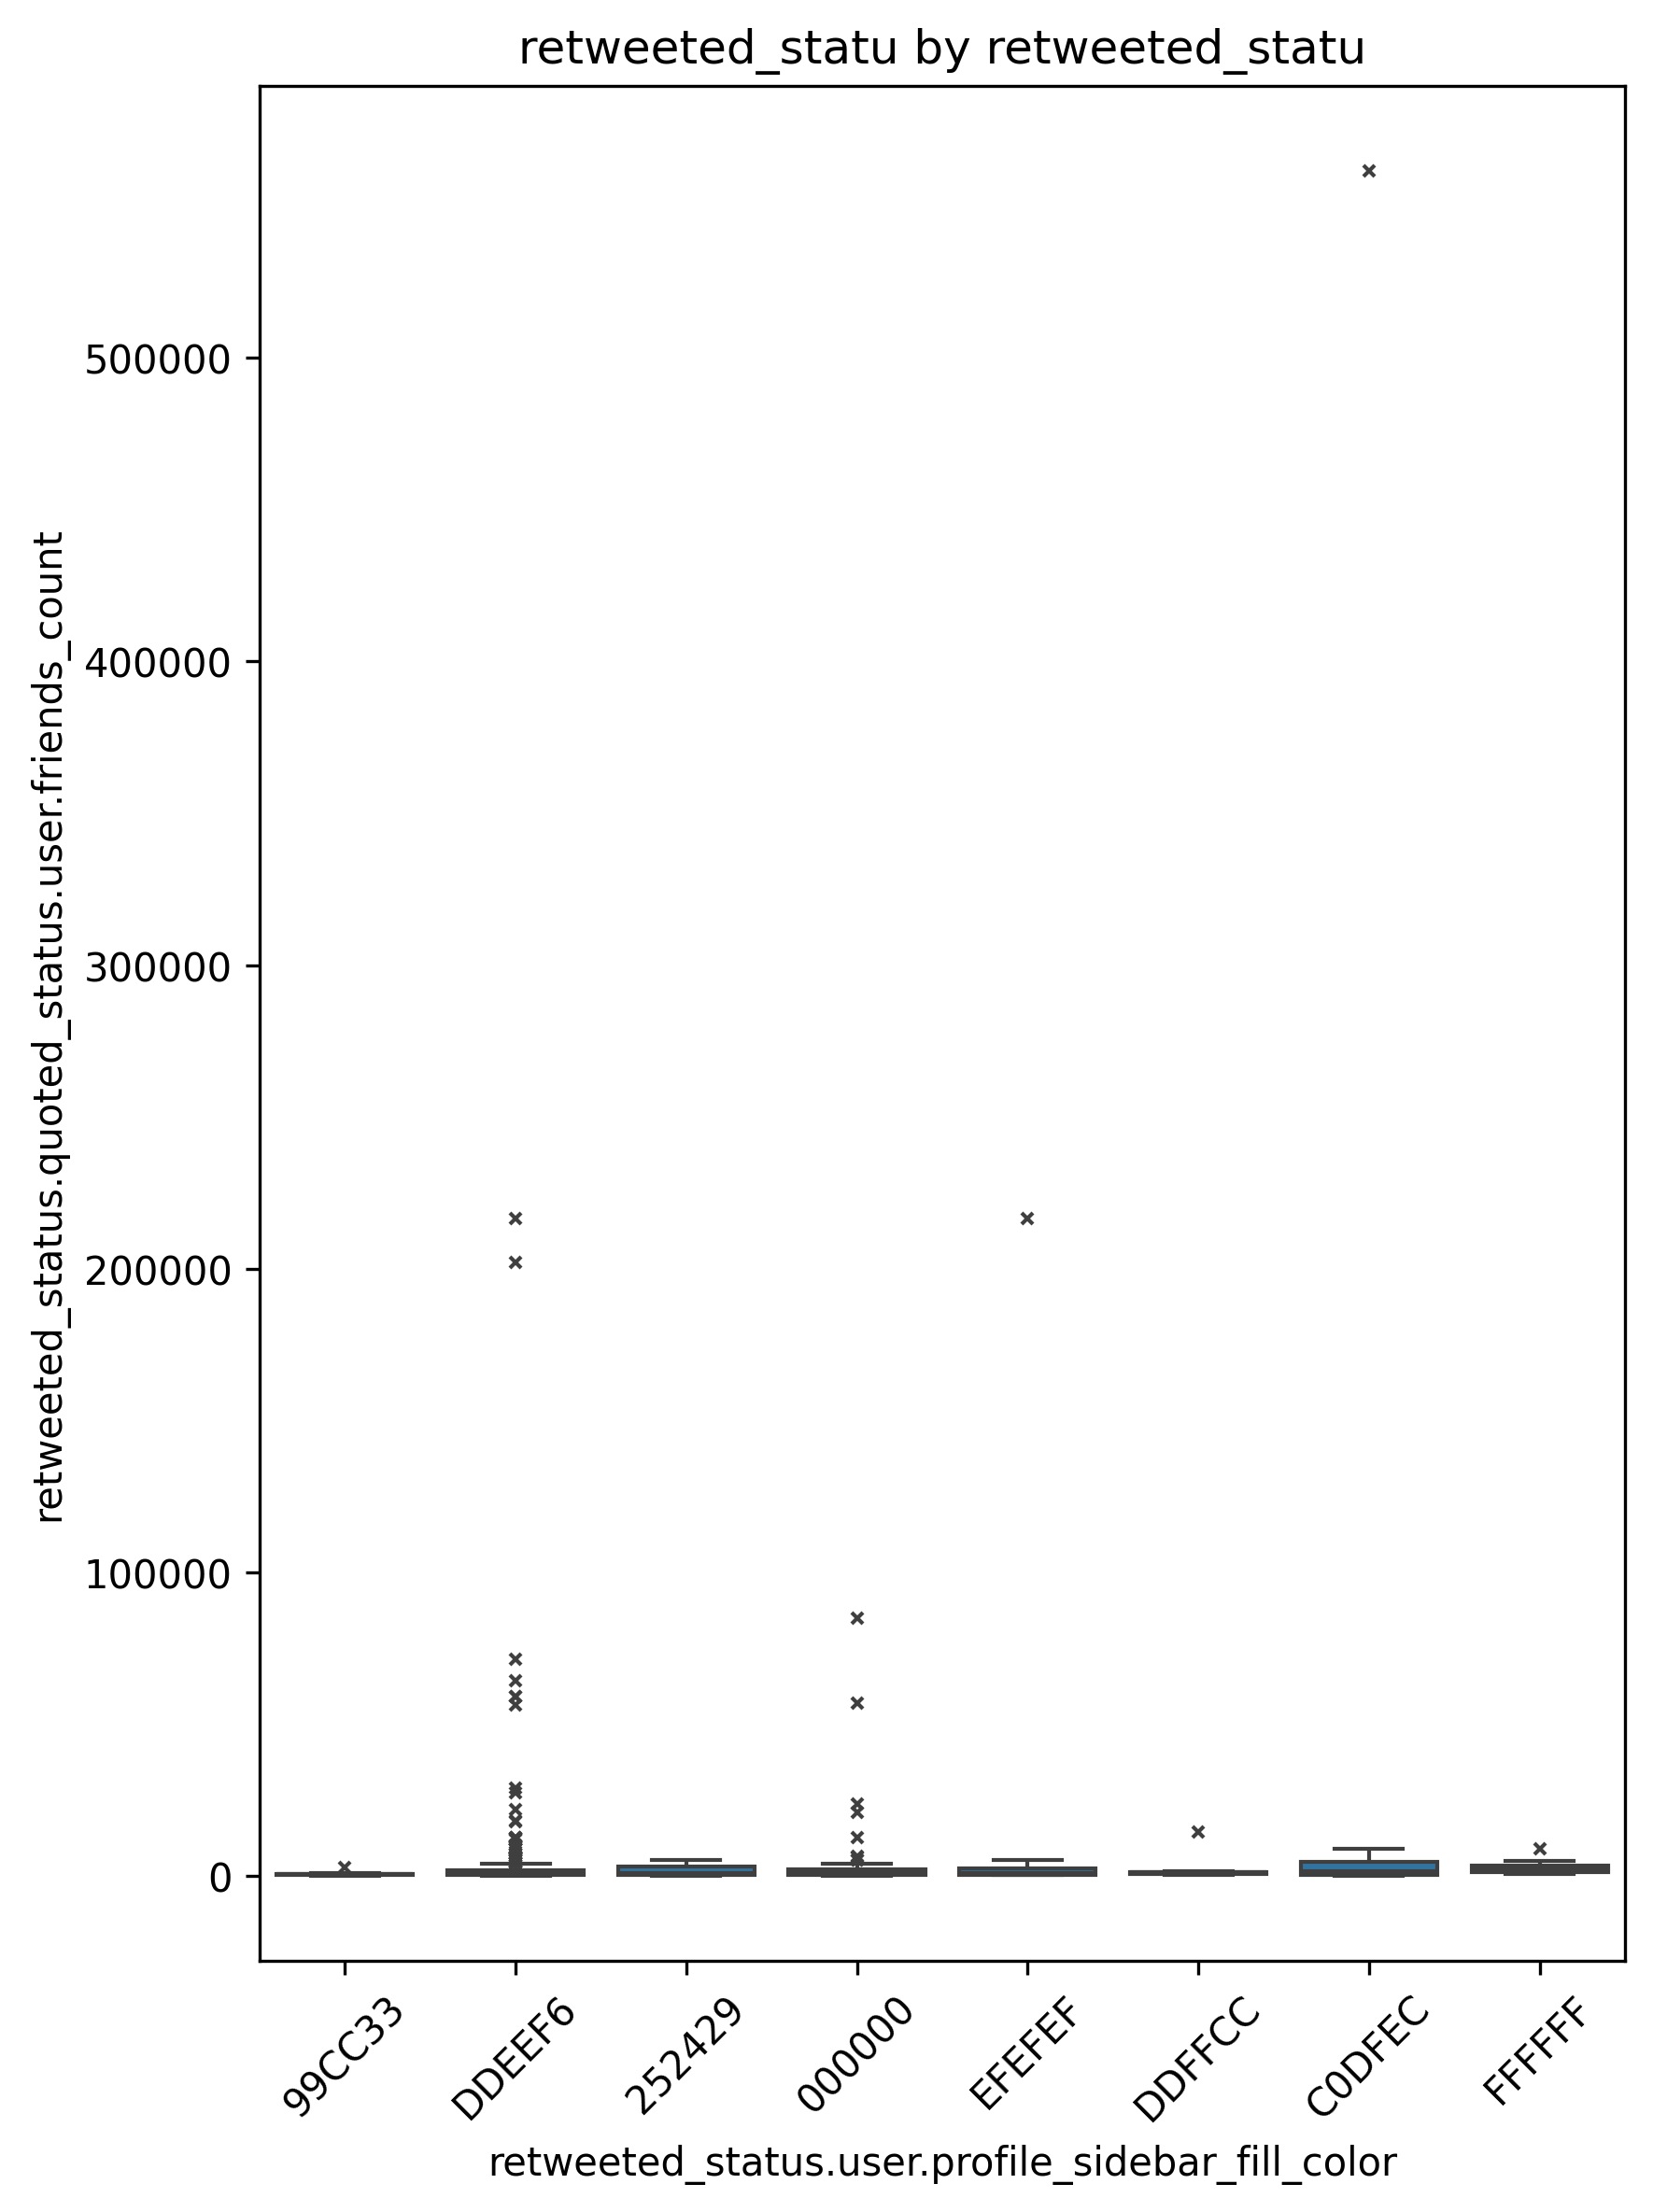 retweeted_statu by retweeted_statu
retweeted_status.quoted_status.user.friends_count
500000
400000
300000
200000
100000
0
99CC33
DDEEF6
252429
000000
EFEFEF
DDFFCC
C0DFEC
FFFFFF
retweeted_status.user.profile_sidebar_fill_color